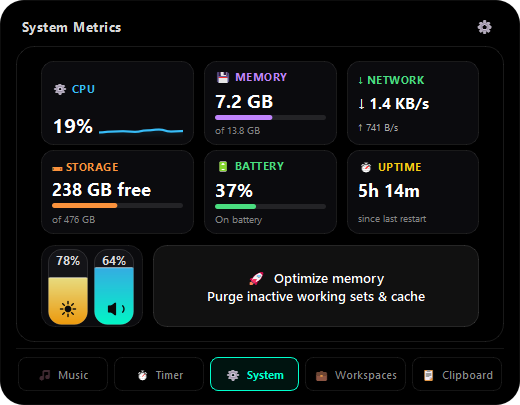 System Metrics
CPU
19%
MEMORY
7.2 GB
of 13.8 GB
↓ NETWORK
↓ 1.4 KB/s
↑ 741 B/s
STORAGE
238 GB free
of 476 GB
BATTERY
37%
On battery
UPTIME
5h 14m
since last restart
78%
64%
Optimize memory
Purge inactive working sets & cache
Music
Timer
System
Workspaces
Clipboard